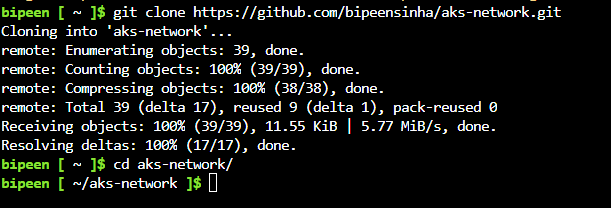 bipeen [ ~ ]$ git clone https://github.com/bipeensinha/aks-network.git
Cloning into 'aks-network'...
remote: Enumerating objects: 39, done.
remote: Counting objects: 100% (39/39), done.
remote: Compressing objects: 100% (38/38), done.
remote: Total 39 (delta 17), reused 9 (delta 1), pack-reused 0
Receiving objects: 100% (39/39), 11.55 KiB | 5.77 MiB/s, done.
Resolving deltas: 100% (17/17), done.
bipeen [ ~ ]$ cd aks-network/
bipeen [ ~/aks-network ]$